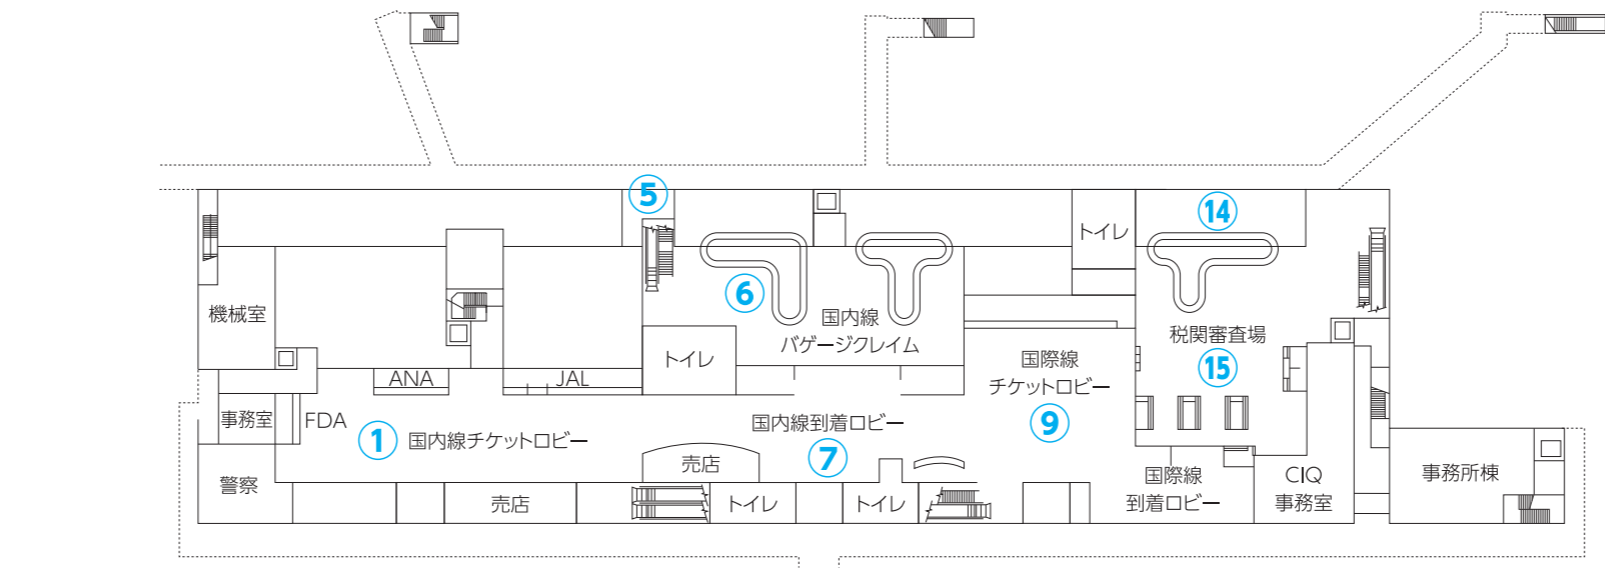 ⑤
⑭
トイレ
⑥
機械室
国内線
バゲージクレイム
税関審査場
⑮
トイレ
国際線
チケットロビー
⑨
ANA
JAL
事務室
FDA
①
国内線チケットロビー
国内線到着ロビー
⑦
売店
警察
売店
トイレ
トイレ
国際線
到着ロビー
CIQ
事務室
事務所棟